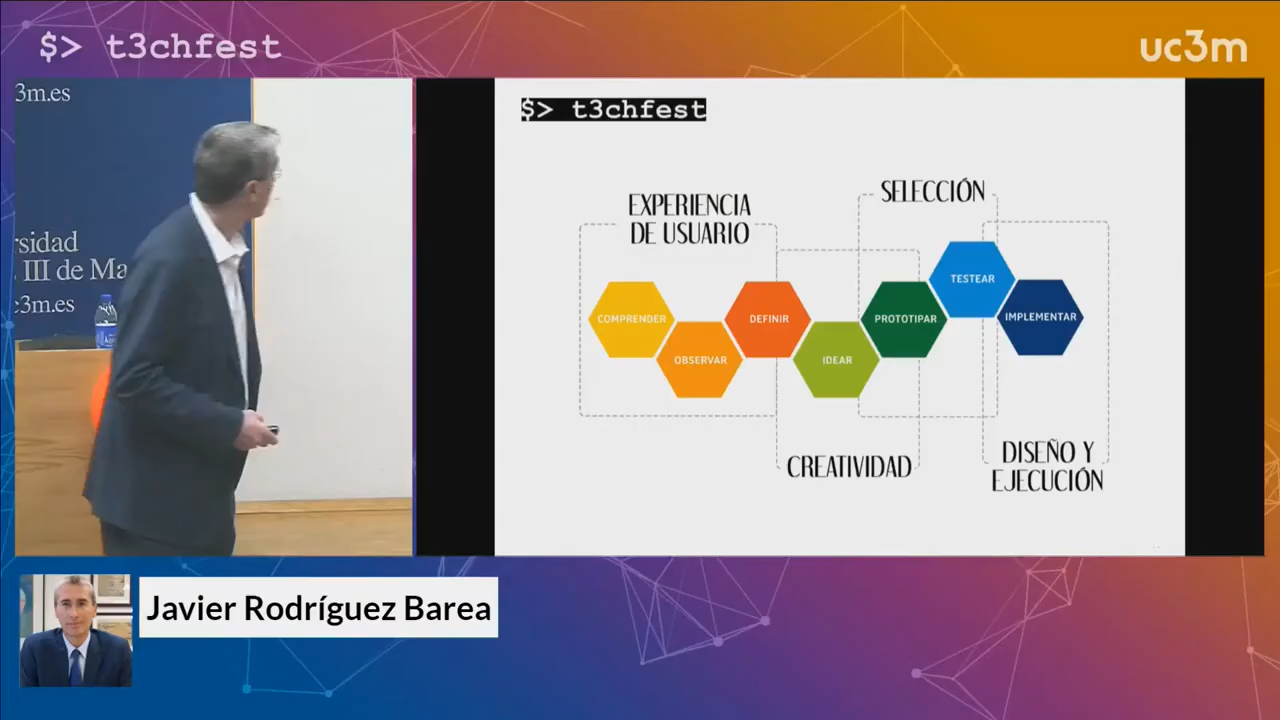 $> t3chfest
uc3m
3m.es
rsidad
III de Ma
c3m.es
$> t3chfest
EXPERIENCIA
DE USUARIO
SELECCIÓN
COMPRENDER
OBSERVAR
DEFINIR
IDEAR
PROTOTIPAR
TESTEAR
IMPLEMENTAR
CREATIVIDAD
DISEÑO Y
EJECUCIÓN
Javier Rodríguez Barea